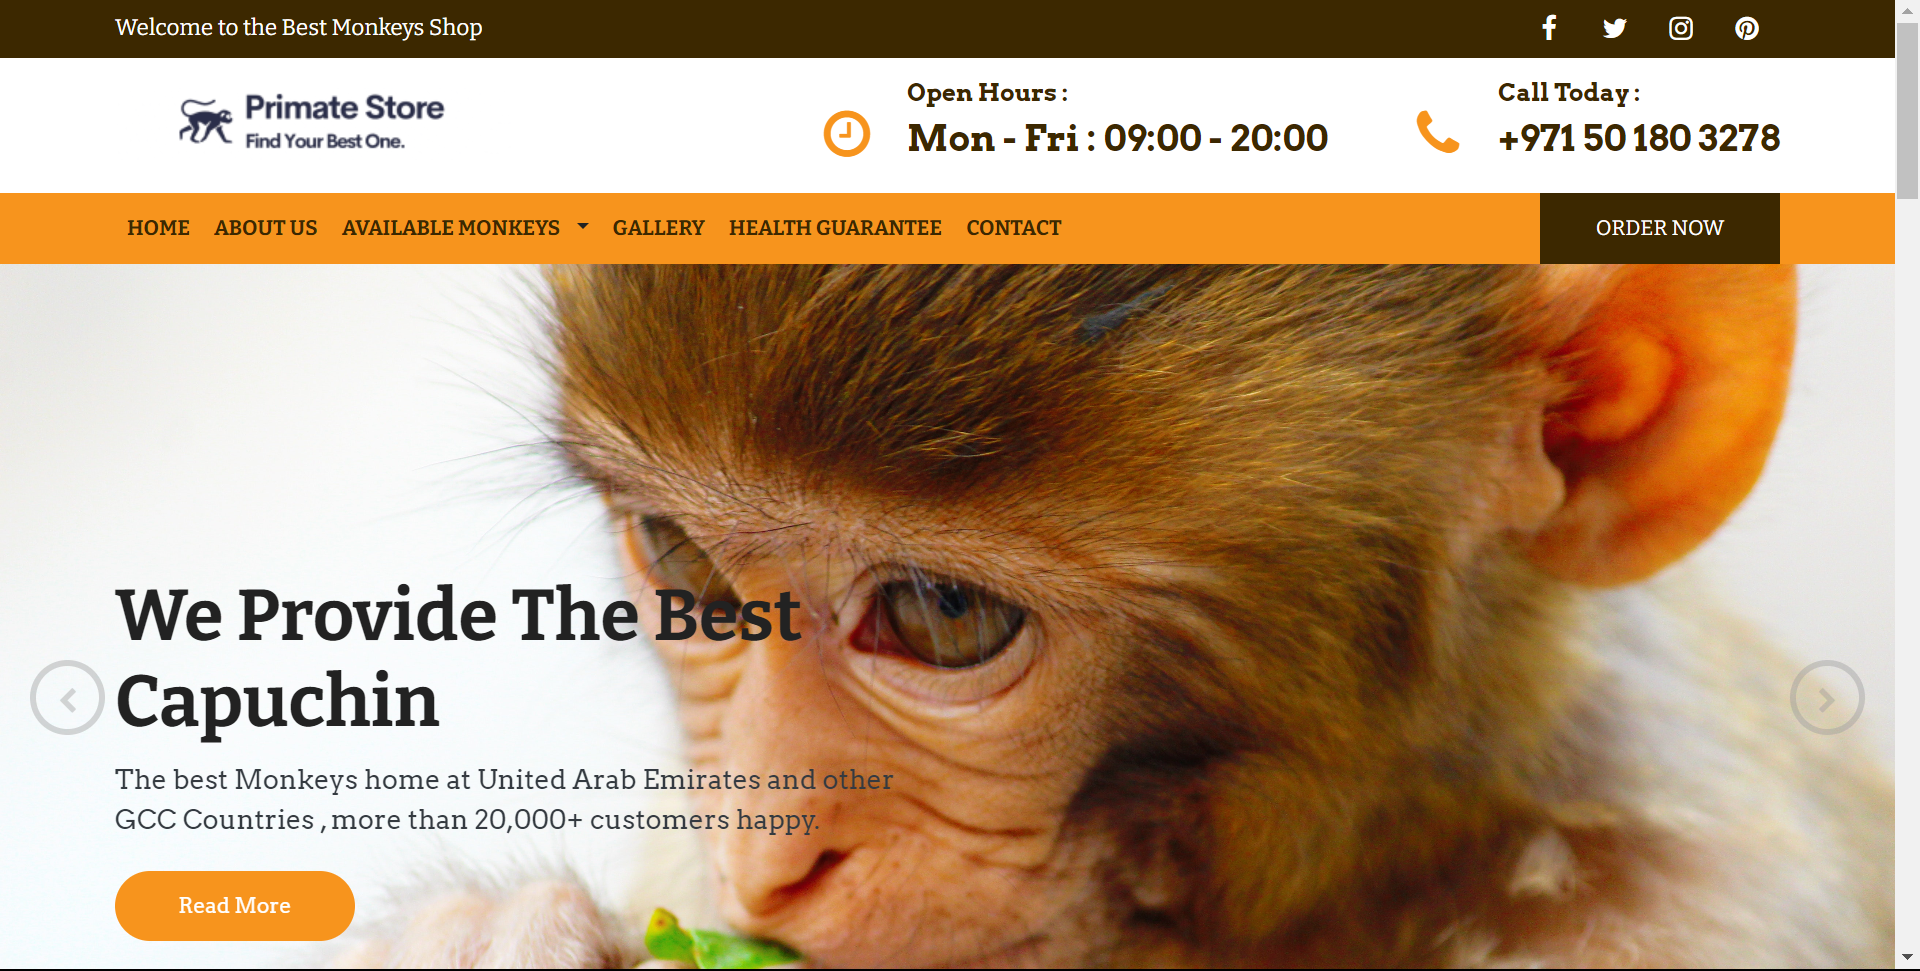 Welcome to the Best Monkeys Shop
Primate Store
Find Your Best One.
Open Hours :
Mon - Fri : 09:00 - 20:00
Call Today :
+971 50 180 3278
HOME ABOUT US AVAILABLE MONKEYS GALLERY HEALTH GUARANTEE CONTACT ORDER NOW
We Provide The Best
Capuchin
The best Monkeys home at United Arab Emirates and other
GCC Countries , more than 20,000+ customers happy.
Read More